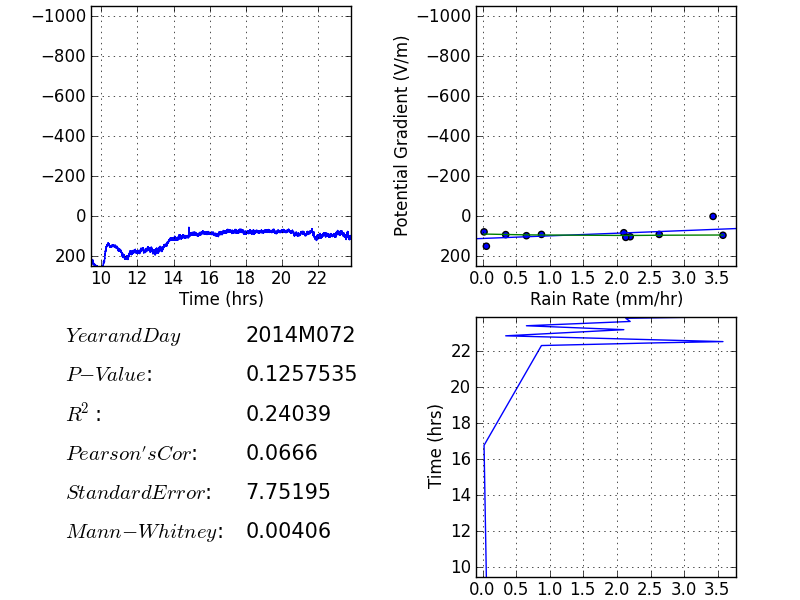 −1000
−800
−600
−400
−200
0
200
10 12 14 16 18 20 22
Time (hrs)
Potential Gradient (V/m)
−1000
−800
−600
−400
−200
0
200
0.0 0.5 1.0 1.5 2.0 2.5 3.0 3.5
Rain Rate (mm/hr)
YearandDay 2014M072
P−Value: 0.1257535
R²: 0.24039
Pearson'sCor: 0.0666
StandardError: 7.75195
Mann−Whitney: 0.00406
Time (hrs)
22
20
18
16
14
12
10
0.0 0.5 1.0 1.5 2.0 2.5 3.0 3.5